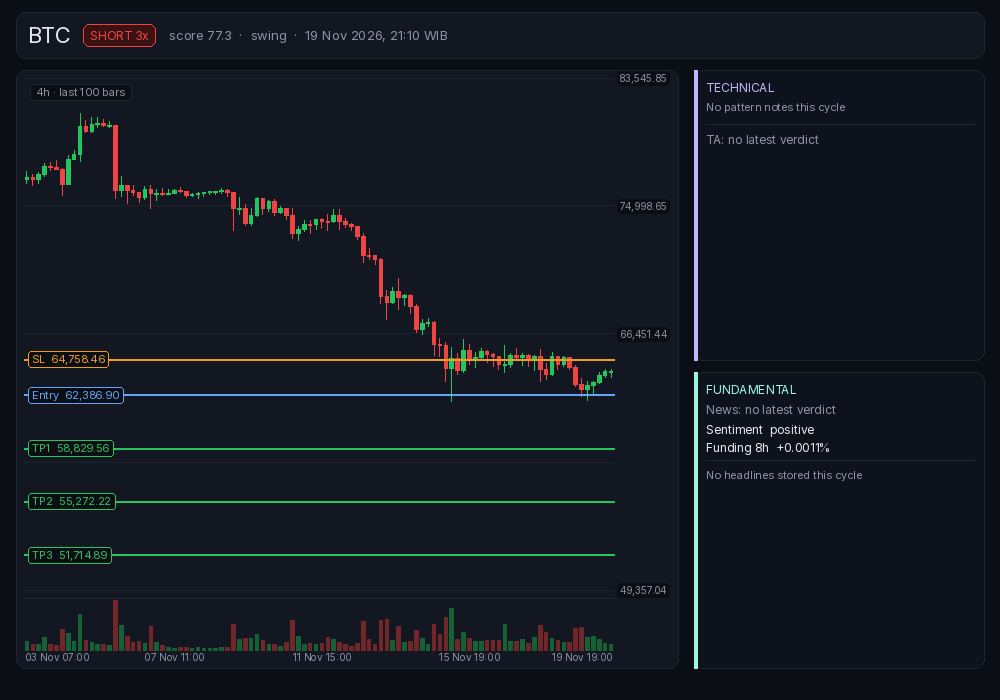 BTC SHORT 3x score 77.3 · swing · 19 Nov 2026, 21:10 WIB
4h · last 100 bars
83,545.85
74,998.65
66,451.44
SL 64,758.46
Entry 62,386.90
TP1 58,829.56
TP2 55,272.22
TP3 51,714.89
49,357.04
03 Nov 07:00 07 Nov 11:00 11 Nov 15:00 15 Nov 19:00 19 Nov 19:00
TECHNICAL
No pattern notes this cycle
TA: no latest verdict
FUNDAMENTAL
News: no latest verdict
Sentiment positive
Funding 8h +0.0011%
No headlines stored this cycle